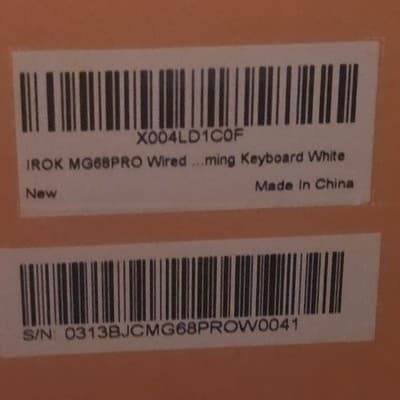 X004LD1C0F
IROK MG68PRO Wired ...ming Keyboard White
New
Made In China
S/N 0313BJCMG68PROW0041